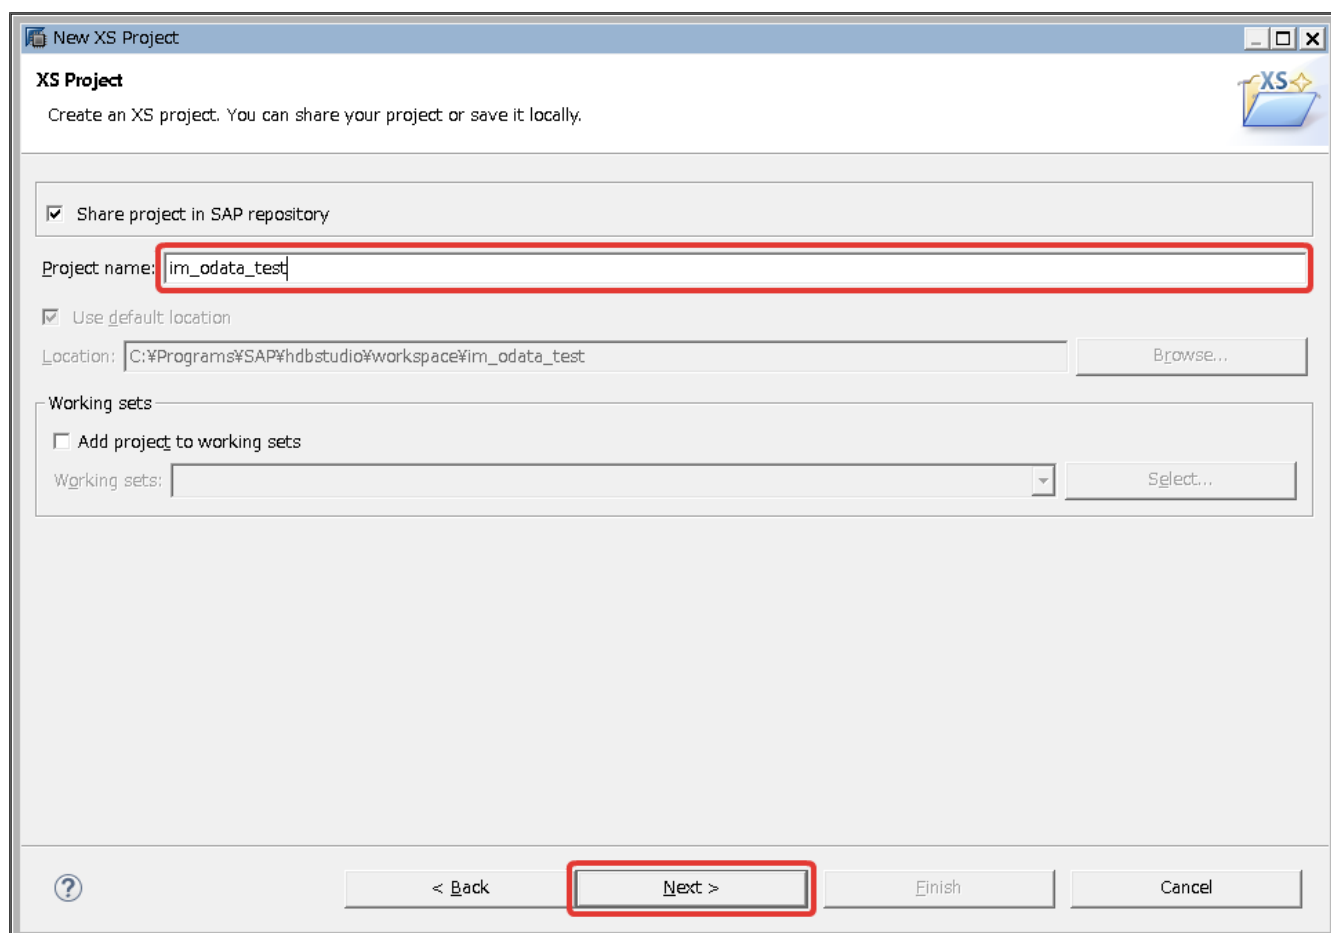 New XS Project
XS Project
XS
Create an XS project. You can share your project or save it locally.
Share project in SAP repository
Project name: im_odata_test
Use default location
Location: C:¥Programs¥SAP¥hdbstudio¥workspace¥im_odata_test Browse...
Working sets
Add project to working sets
Working sets: Select...
? < Back Next > Finish Cancel